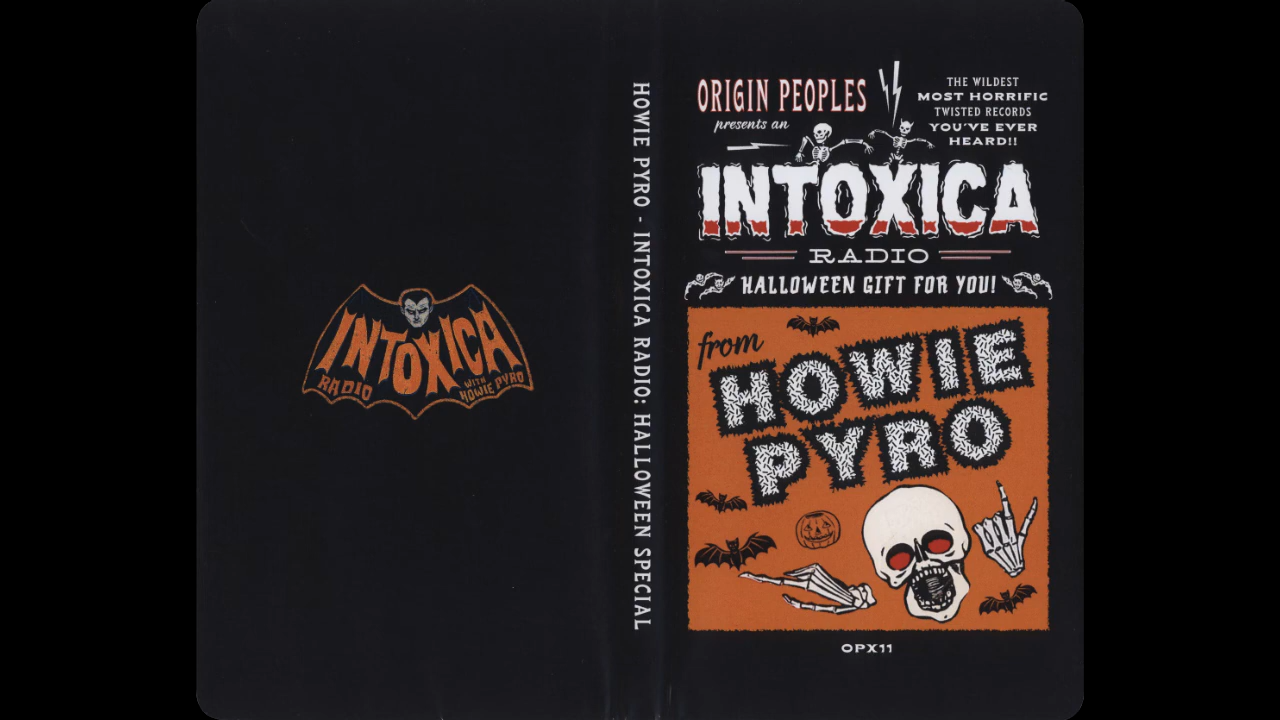 INTOXICA
RADIO
WITH
HOWIE PYRO
HOWIE PYRO - INTOXICA RADIO: HALLOWEEN SPECIAL
ORIGIN PEOPLES
presents an
THE WILDEST
MOST HORRIFIC
TWISTED RECORDS
YOU'VE EVER
HEARD!!
INTOXICA
RADIO
HALLOWEEN GIFT FOR YOU!
from
HOWIE
PYRO
OPX11